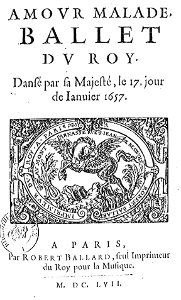 AMOVR MALADE.
BALLET
DV ROY.
Dansé par sa Majesté, le 17. jour
de Ianuier 1657.
A PARIS,
Par ROBERT BALLARD, seul Imprimeur
du Roy pour la Musique.
M. DC. LVII.